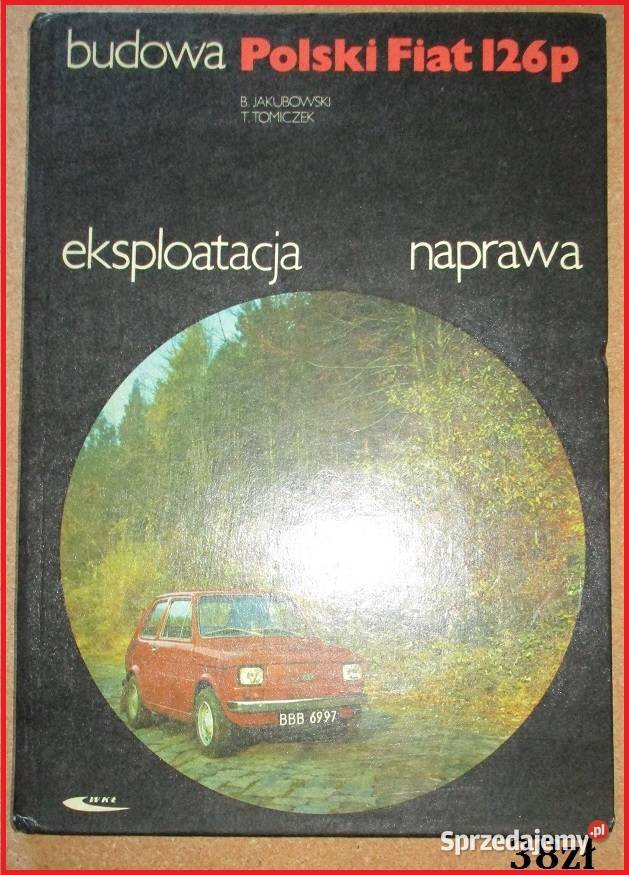 budowa Polski Fiat 126p
B. JAKUBOWSKI
T. TOMICZEK
eksploatacja naprawa
BBB 6997
WKŁ
Sprzedajemy.pl
38zł